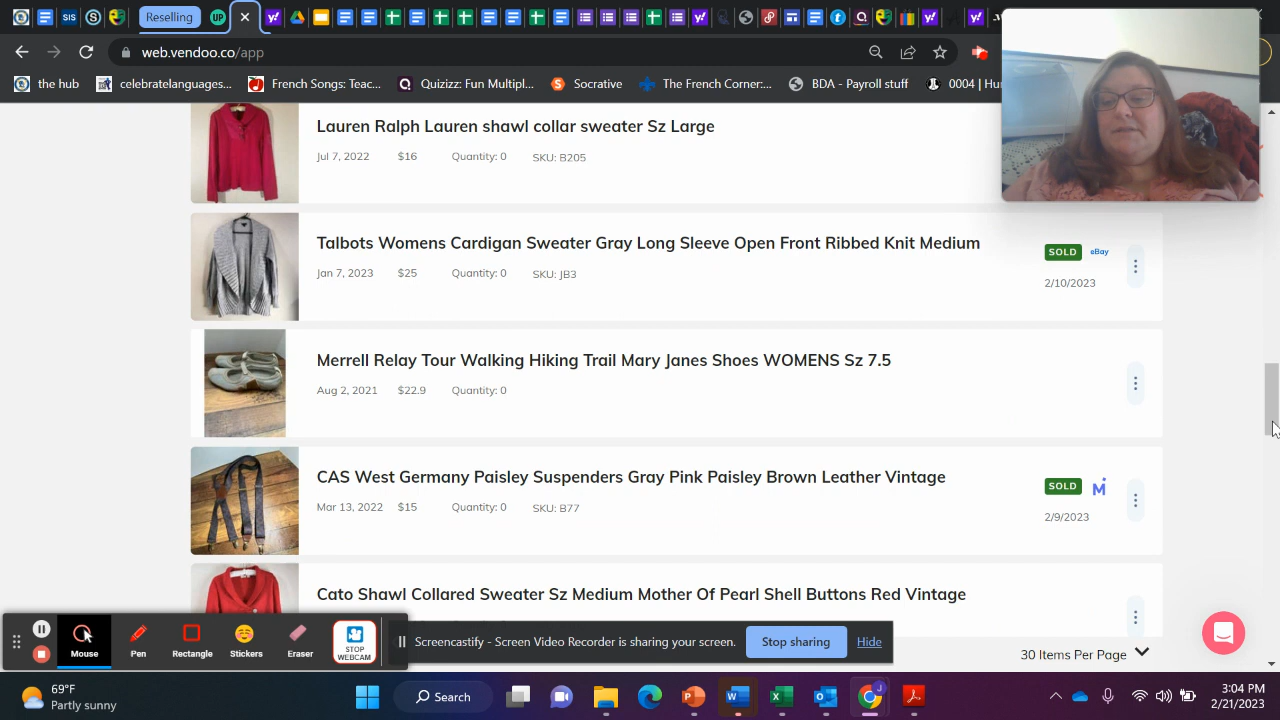 SIS
Reselling
UP
web.vendoo.co/app
the hub
celebratelanguages...
French Songs: Teac...
Quizizz: Fun Multipl...
Socrative
The French Corner:...
BDA - Payroll stuff
0004 | Hu
Lauren Ralph Lauren shawl collar sweater Sz Large
Jul 7, 2022 $16 Quantity: 0 SKU: B205
Talbots Womens Cardigan Sweater Gray Long Sleeve Open Front Ribbed Knit Medium
SOLD eBay
Jan 7, 2023 $25 Quantity: 0 SKU: JB3
2/10/2023
Merrell Relay Tour Walking Hiking Trail Mary Janes Shoes WOMENS Sz 7.5
Aug 2, 2021 $22.9 Quantity: 0
CAS West Germany Paisley Suspenders Gray Pink Paisley Brown Leather Vintage
SOLD
Mar 13, 2022 $15 Quantity: 0 SKU: B77
2/9/2023
Cato Shawl Collared Sweater Sz Medium Mother Of Pearl Shell Buttons Red Vintage
Mouse Pen Rectangle Stickers Eraser STOP WEBCAM
Screencastify - Screen Video Recorder is sharing your screen. Stop sharing Hide
30 Items Per Page
69°F
Partly sunny
Search
3:04 PM
2/21/2023